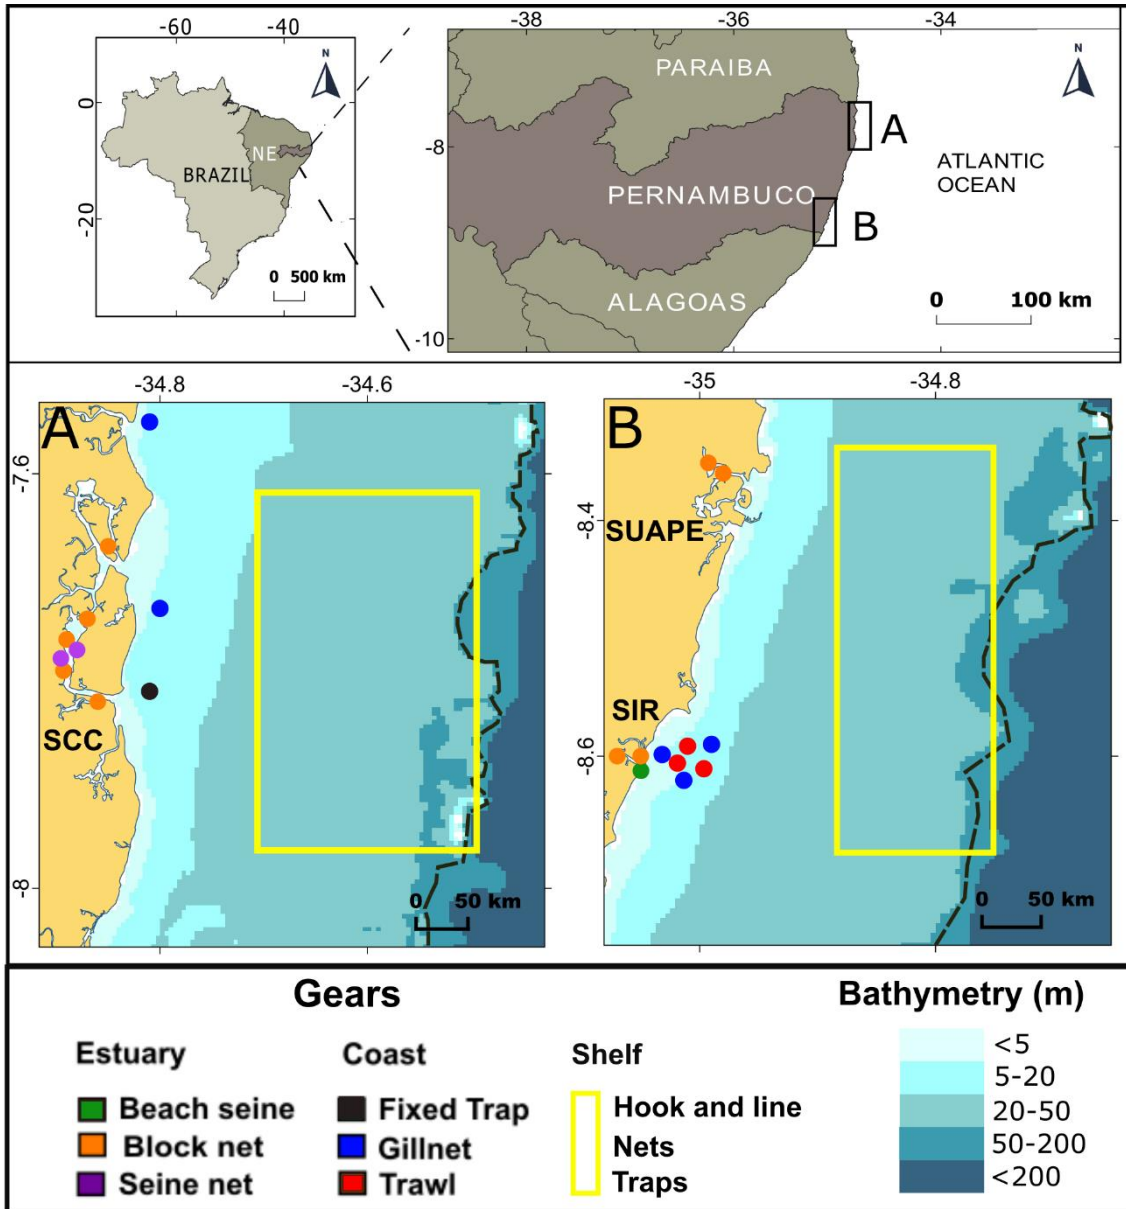 -60 -40
N
0
NE
BRAZIL
-20
0 500 km
-38 -36 -34
N
PARAIBA
A
-8
ATLANTIC
OCEAN
PERNAMBUCO
B
ALAGOAS
0 100 km
-10
-34.8 -34.6
A
-7.6
SCC
-8
0 50 km
-35 -34.8
B
-8.4
SUAPE
SIR
-8.6
0 50 km
Gears
Estuary
Beach seine
Block net
Seine net
Coast
Fixed Trap
Gillnet
Trawl
Shelf
Hook and line
Nets
Traps
Bathymetry (m)
<5
5-20
20-50
50-200
<200